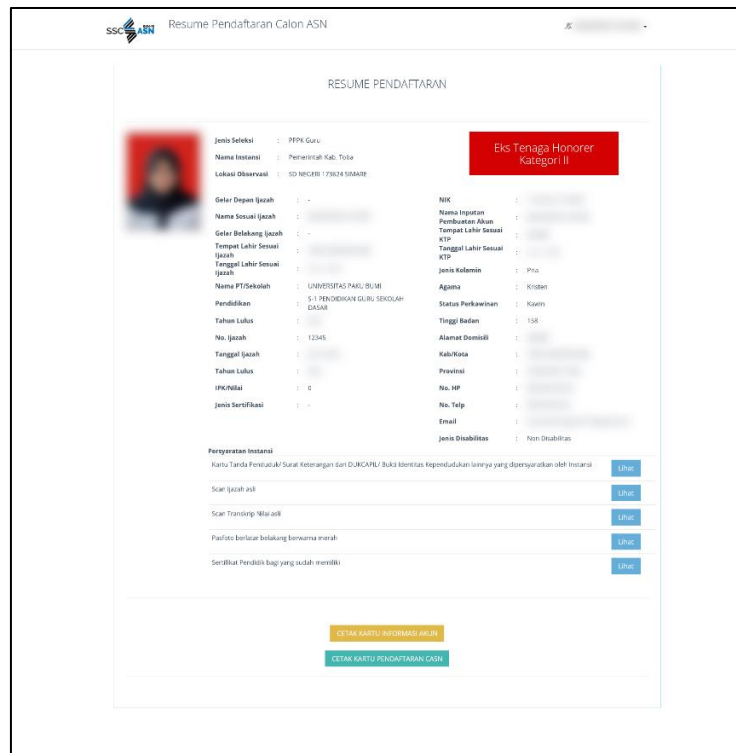 SSC ASN
Resume Pendaftaran Calon ASN
RESUME PENDAFTARAN
Jenis Seleksi : PPPK Guru
Nama Instansi : Pemerintah Kab. Toba
Lokasi Observasi : SD NEGERI 173624 SIMARE
Eks Tenaga Honorer
Kategori II
Gelar Depan Ijazah : -
Nama Sesuai Ijazah :
Gelar Belakang Ijazah : -
Tempat Lahir Sesuai
Ijazah :
Tanggal Lahir Sesuai
Ijazah :
Nama PT/Sekolah : UNIVERSITAS PAKU BUMI
Pendidikan : S-1 PENDIDIKAN GURU SEKOLAH
DASAR
Tahun Lulus :
No. Ijazah : 12345
Tanggal Ijazah :
Tahun Lulus :
IPK/Nilai : 0
Jenis Sertifikasi : -
NIK :
Nama Inputan
Pembuatan Akun :
Tempat Lahir Sesuai
KTP :
Tanggal Lahir Sesuai
KTP :
Jenis Kelamin : Pria
Agama : Kristen
Status Perkawinan : Kawin
Tinggi Badan : 158
Alamat Domisili :
Kab/Kota :
Provinsi :
No. HP :
No. Telp :
Email :
Jenis Disabilitas : Non Disabilitas
Persyaratan Instansi
Kartu Tanda Penduduk/ Surat Keterangan dari DUKCAPIL/ Bukti Identitas Kependudukan lainnya yang dipersyaratkan oleh Instansi Lihat
Scan Ijazah asli Lihat
Scan Transkrip Nilai asli Lihat
Pasfoto berlatar belakang berwarna merah Lihat
Sertifikat Pendidik bagi yang sudah memiliki Lihat
CETAK KARTU INFORMASI AKUN
CETAK KARTU PENDAFTARAN CASN